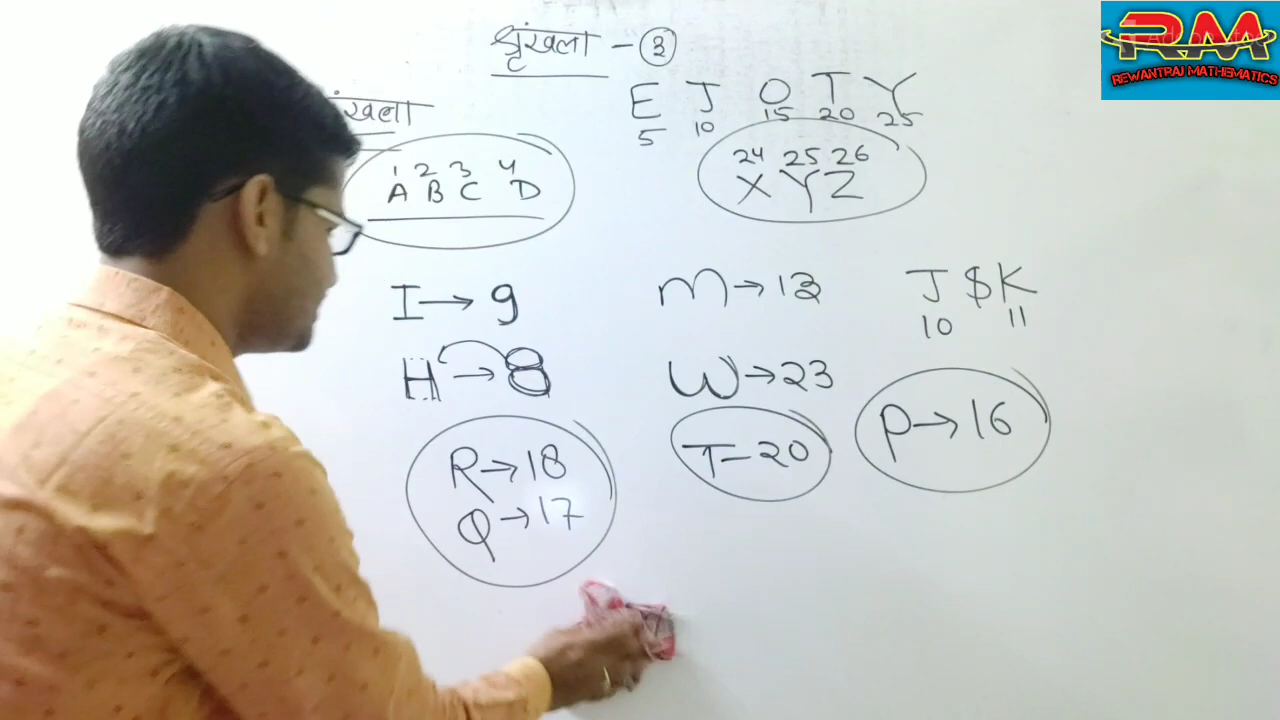 श्रृंखला - ③
E J O T Y
5 10 15 20 25
ंखला
1 2 3 4
A B C D
24 25 26
X Y Z
I → 9
M → 13
J $ K
10 11
H → 8
W → 23
P → 16
R → 18
T - 20
Q → 17
RM
REWANTRAJ MATHEMATICS